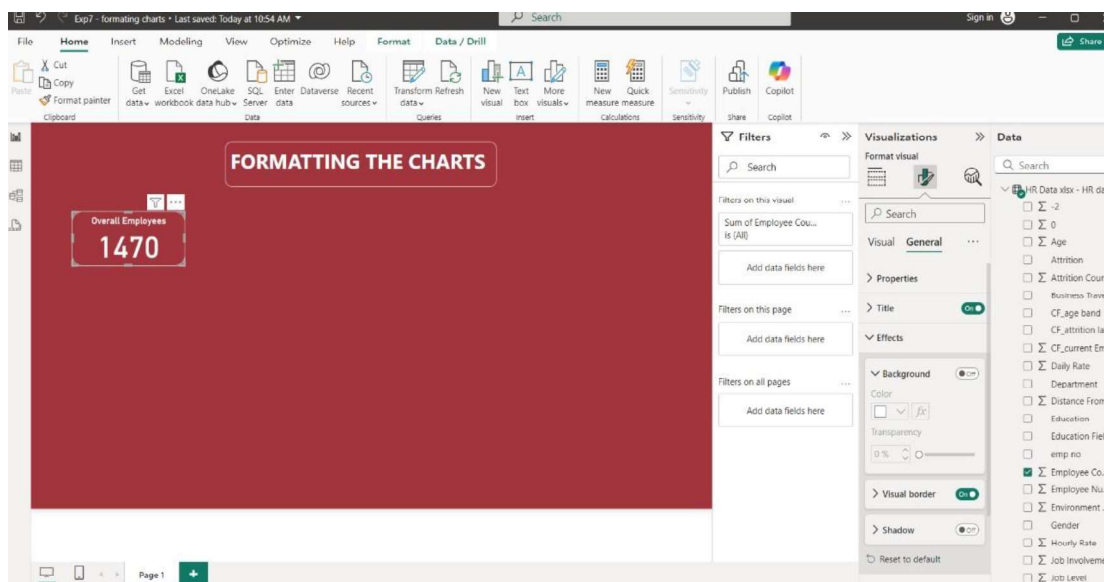 Exp7 - formating charts • Last saved: Today at 10:54 AM
Search
Sign in
File Home Insert Modeling View Optimize Help Format Data / Drill
Share
Paste
Cut
Copy
Format painter
Get data
Excel workbook
OneLake data hub
SQL Server
Enter data
Dataverse
Recent sources
Transform data
Refresh
New visual
Text box
More visuals
New measure
Quick measure
Sensitivity
Publish
Copilot
Clipboard
Data
Queries
Insert
Calculations
Sensitivity
Share
Copilot
FORMATTING THE CHARTS
Overall Employees
1470
Filters
Search
Filters on this visual
Sum of Employee Cou...
is (All)
Add data fields here
Filters on this page
Add data fields here
Filters on all pages
Add data fields here
Visualizations
Format visual
Search
Visual General
Properties
Title On
Effects
Background Off
Color
fx
Transparency
0 %
Visual border On
Shadow Off
Reset to default
Data
Search
HR Data xlsx - HR da
Σ -2
Σ 0
Σ Age
Attrition
Σ Attrition Coun
Business Trave
CF_age band
CF_attrition la
Σ CF_current Em
Σ Daily Rate
Department
Σ Distance From
Education
Education Fiel
emp no
Σ Employee Co...
Σ Employee Nu...
Σ Environment ...
Gender
Σ Hourly Rate
Σ Job Involveme
Σ Job Level
Page 1